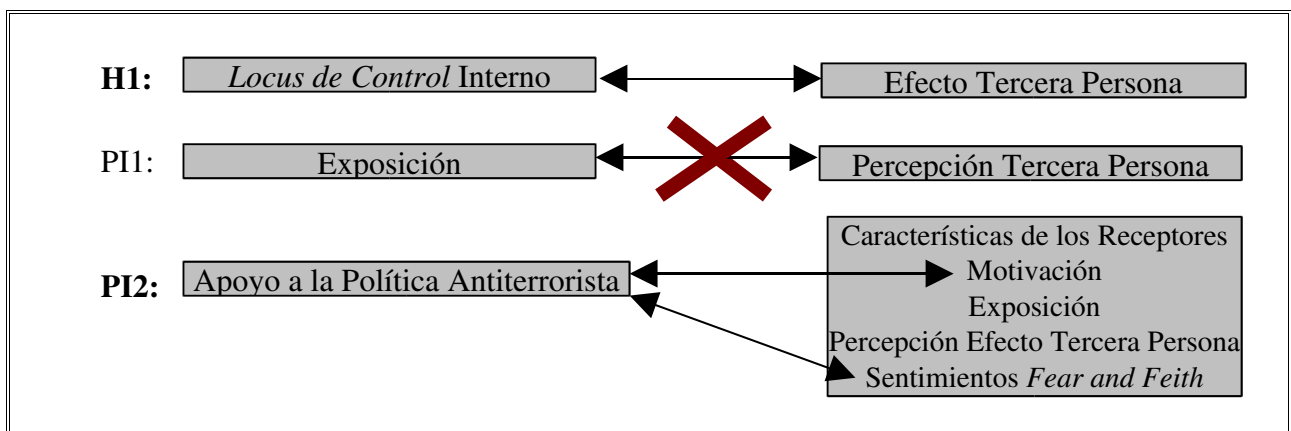 H1: Locus de Control Interno Efecto Tercera Persona
PI1: Exposición Percepción Tercera Persona
PI2: Apoyo a la Política Antiterrorista
Características de los Receptores
Motivación
Exposición
Percepción Efecto Tercera Persona
Sentimientos Fear and Feith